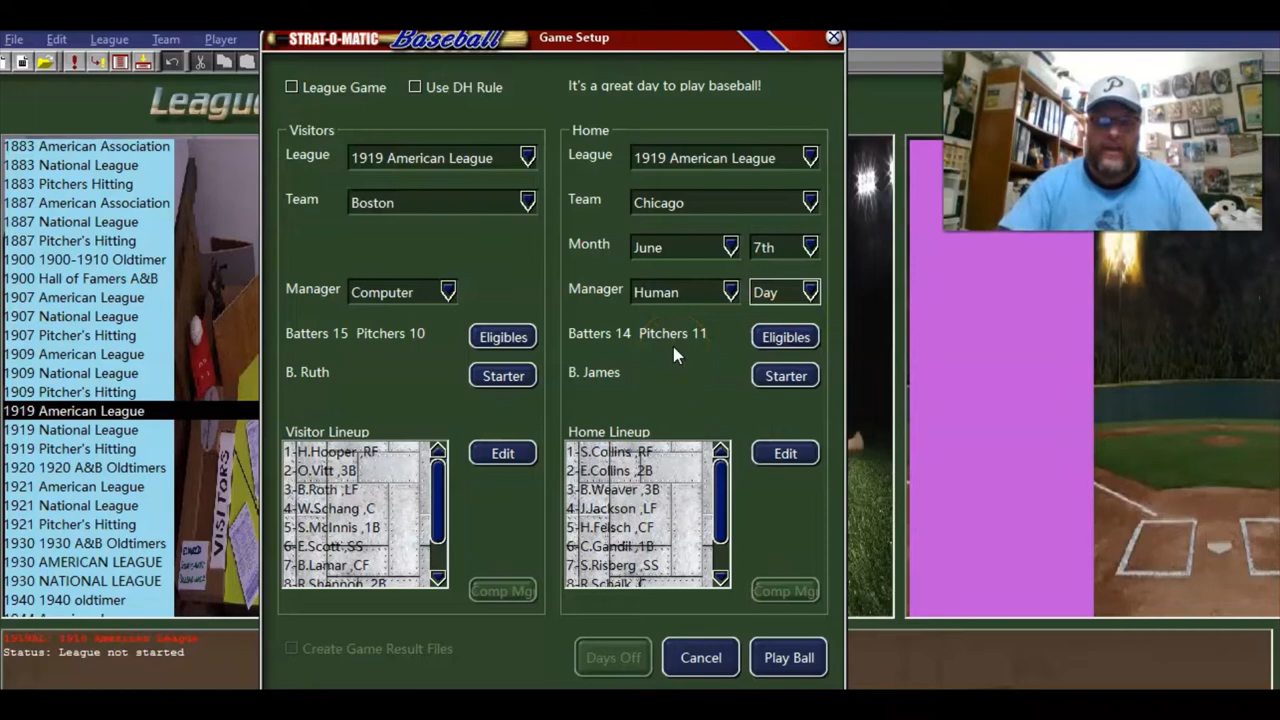 File Edit League Team Player
STRAT-O-MATIC Baseball Game Setup
League Game
Use DH Rule
It's a great day to play baseball!
Leagu
1883 American Association
1883 National League
1883 Pitchers Hitting
1887 American Association
1887 National League
1887 Pitcher's Hitting
1900 1900-1910 Oldtimer
1900 Hall of Famers A&B
1907 American League
1907 National League
1907 Pitcher's Hitting
1909 American League
1909 National League
1909 Pitcher's Hitting
1919 American League
1919 National League
1919 Pitcher's Hitting
1920 1920 A&B Oldtimers
1921 American League
1921 National League
1921 Pitcher's Hitting
1930 1930 A&B Oldtimers
1930 AMERICAN LEAGUE
1930 NATIONAL LEAGUE
1940 1940 oldtimer
VISITORS
1919AL: 1919 American League
Status: League not started
Visitors
League 1919 American League
Team Boston
Manager Computer
Batters 15 Pitchers 10 Eligibles
B. Ruth Starter
Visitor Lineup
1-H.Hooper ,RF Edit
2-O.Vitt ,3B
3-B.Roth ,LF
4-W.Schang ,C
5-S.McInnis ,1B
6-E.Scott ,SS
7-B.Lamar ,CF
8-R.Shannon ,2B
Comp Mgr
Home
League 1919 American League
Team Chicago
Month June 7th
Manager Human Day
Batters 14 Pitchers 11 Eligibles
B. James Starter
Home Lineup
1-S.Collins ,RF Edit
2-E.Collins ,2B
3-B.Weaver ,3B
4-J.Jackson ,LF
5-H.Felsch ,CF
6-C.Gandil ,1B
7-S.Risberg ,SS
8-R.Schalk ,C
Comp Mgr
Create Game Result Files
Days Off Cancel Play Ball
P